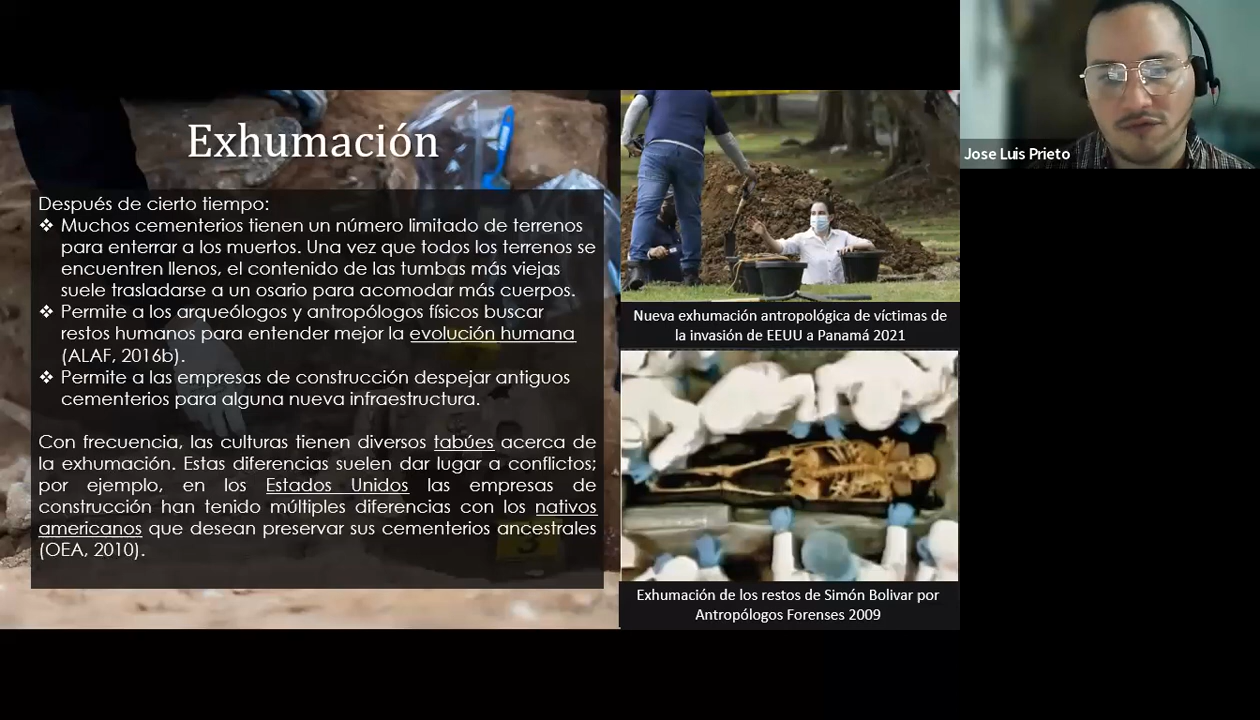 Exhumación
Después de cierto tiempo:
❖ Muchos cementerios tienen un número limitado de terrenos
para enterrar a los muertos. Una vez que todos los terrenos se
encuentren llenos, el contenido de las tumbas más viejas
suele trasladarse a un osario para acomodar más cuerpos.
❖ Permite a los arqueólogos y antropólogos físicos buscar
restos humanos para entender mejor la evolución humana
(ALAF, 2016b).
❖ Permite a las empresas de construcción despejar antiguos
cementerios para alguna nueva infraestructura.
Con frecuencia, las culturas tienen diversos tabúes acerca de
la exhumación. Estas diferencias suelen dar lugar a conflictos;
por ejemplo, en los Estados Unidos las empresas de
construcción han tenido múltiples diferencias con los nativos
americanos que desean preservar sus cementerios ancestrales
(OEA, 2010).
Nueva exhumación antropológica de víctimas de
la invasión de EEUU a Panamá 2021
Exhumación de los restos de Simón Bolivar por
Antropólogos Forenses 2009
Jose Luis Prieto